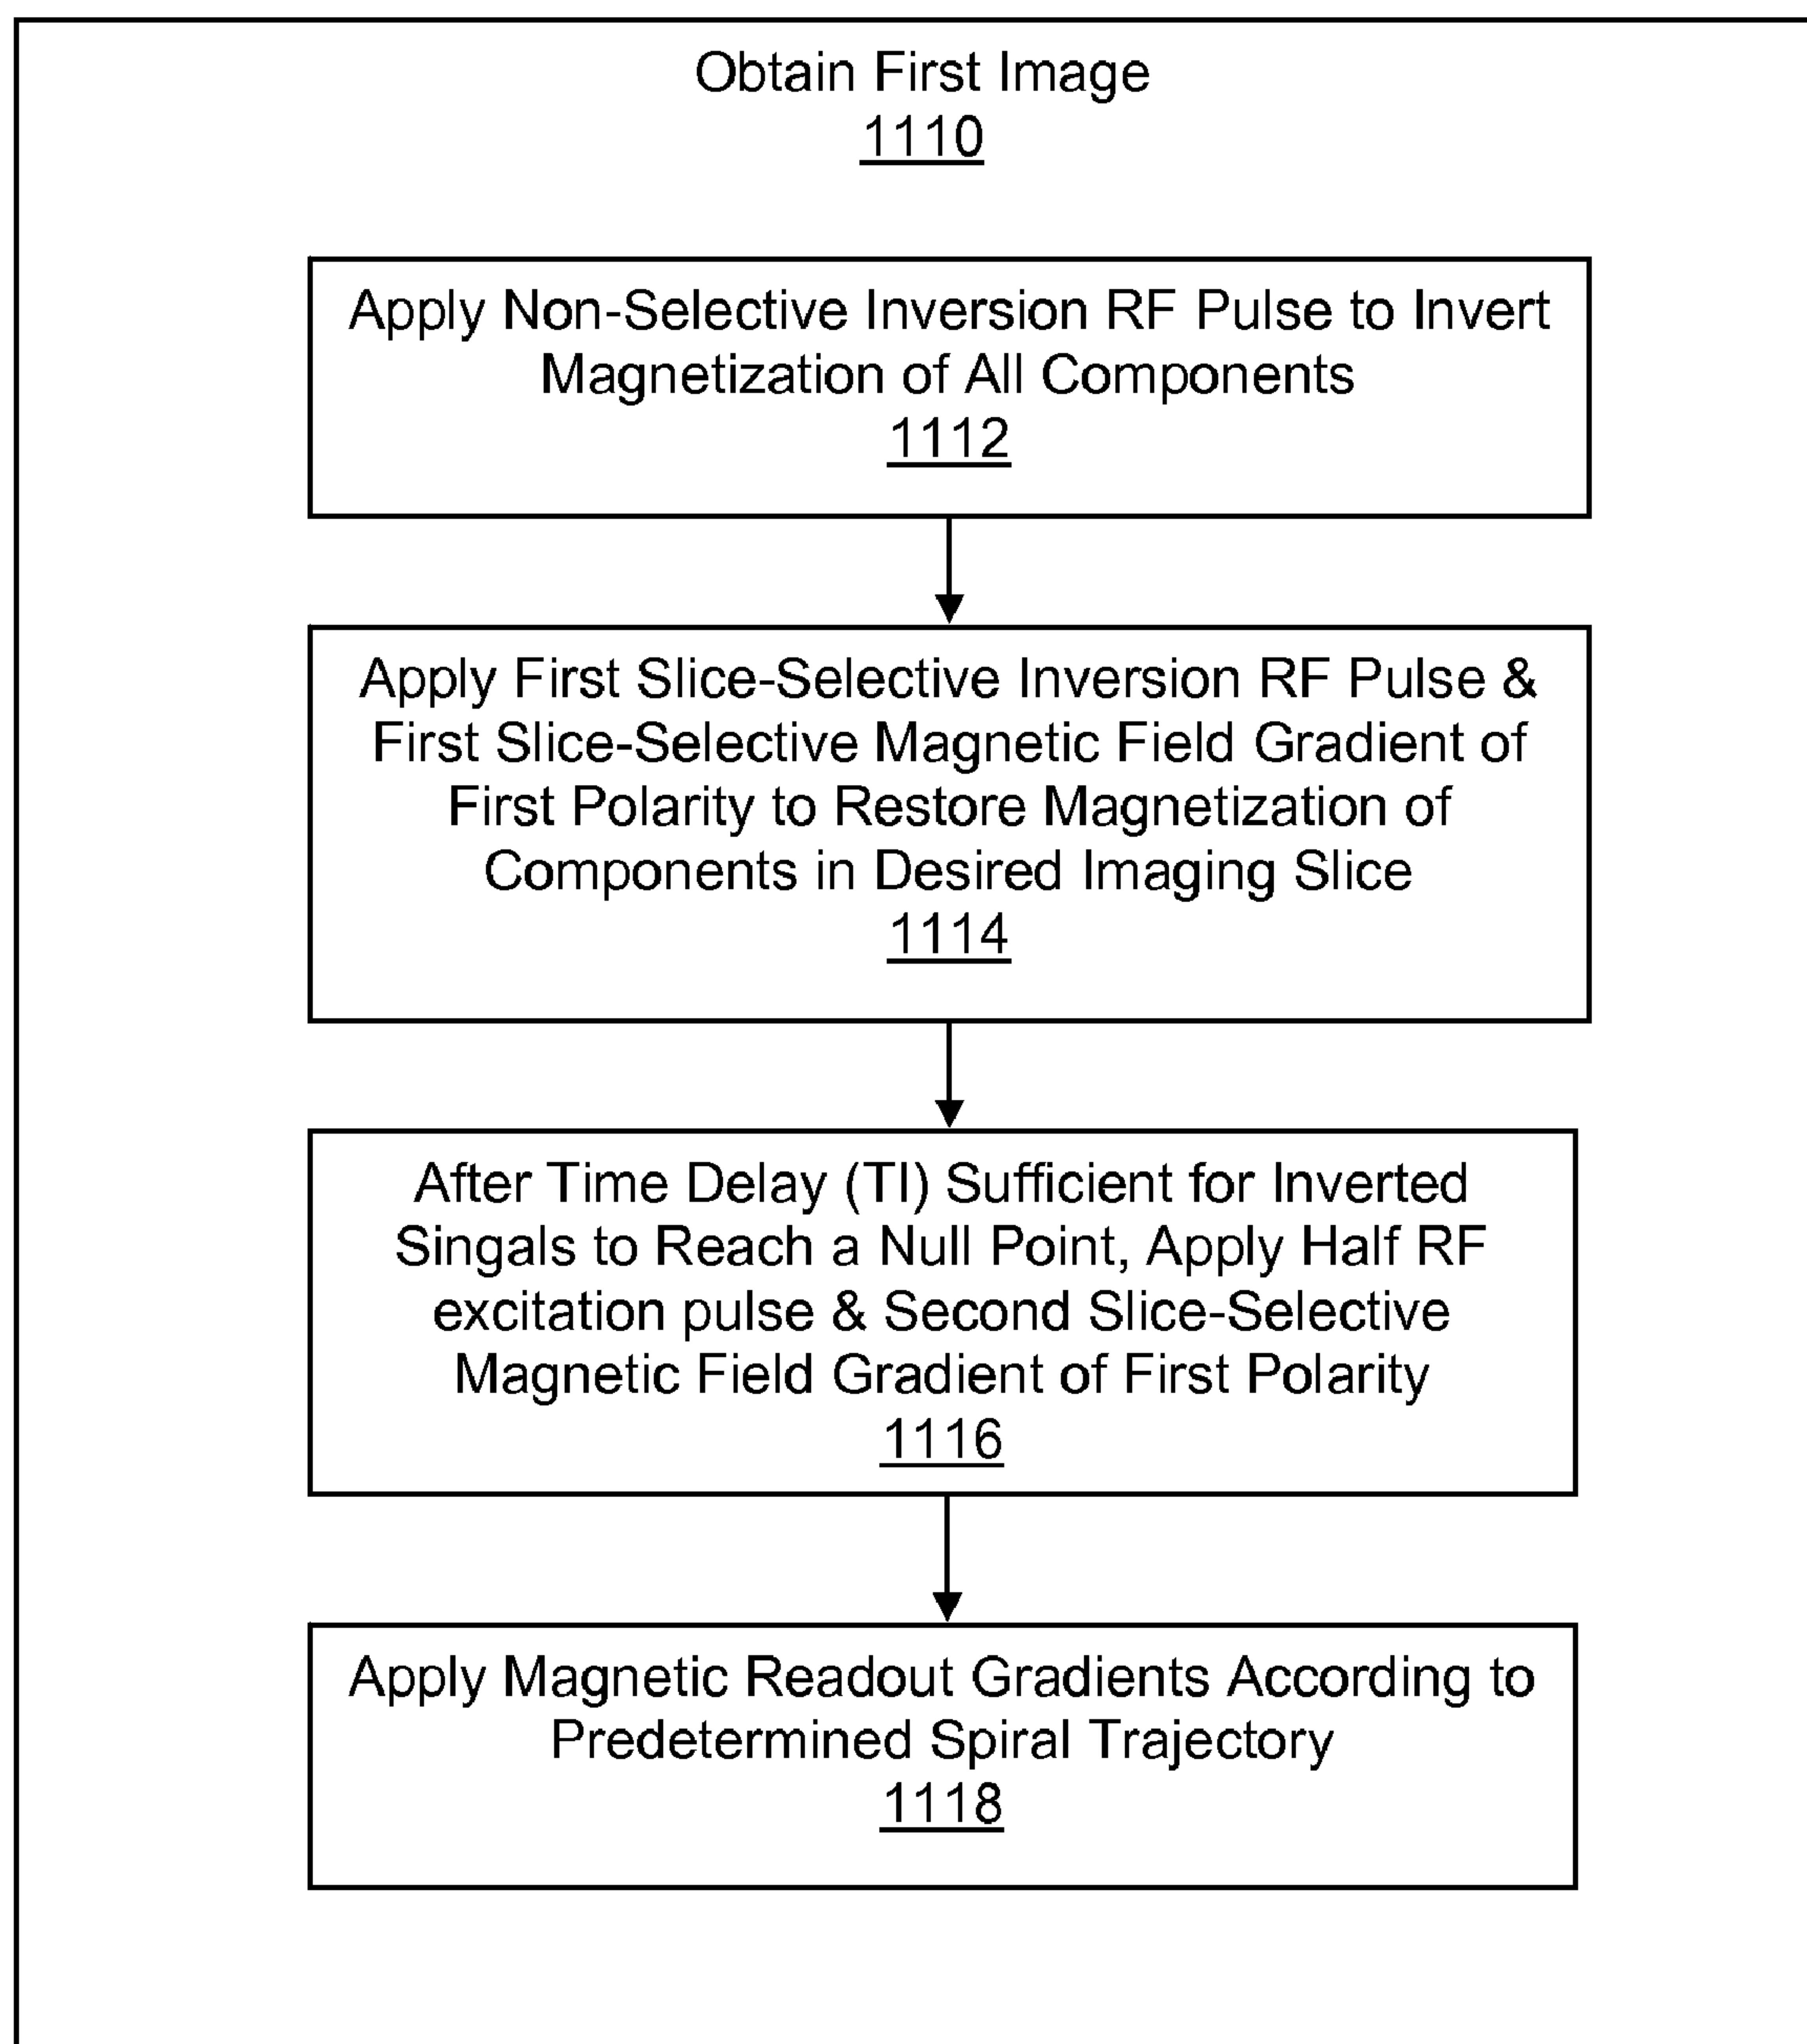 Obtain First Image
1110
Apply Non-Selective Inversion RF Pulse to Invert
Magnetization of All Components
1112
Apply First Slice-Selective Inversion RF Pulse &
First Slice-Selective Magnetic Field Gradient of
First Polarity to Restore Magnetization of
Components in Desired Imaging Slice
1114
After Time Delay (TI) Sufficient for Inverted
Singals to Reach a Null Point, Apply Half RF
excitation pulse & Second Slice-Selective
Magnetic Field Gradient of First Polarity
1116
Apply Magnetic Readout Gradients According to
Predetermined Spiral Trajectory
1118